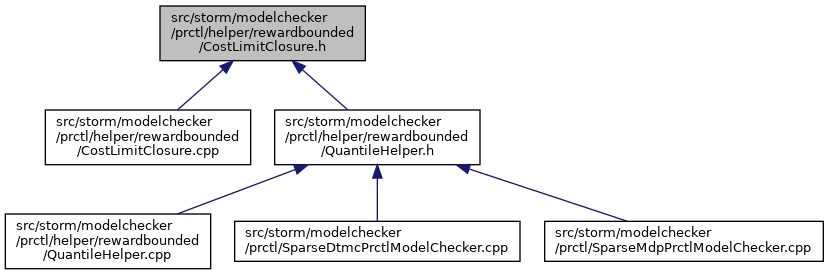 src/storm/modelchecker
/prctl/helper/rewardbounded
/CostLimitClosure.h
src/storm/modelchecker
/prctl/helper/rewardbounded
/CostLimitClosure.cpp
src/storm/modelchecker
/prctl/helper/rewardbounded
/QuantileHelper.h
src/storm/modelchecker
/prctl/helper/rewardbounded
/QuantileHelper.cpp
src/storm/modelchecker
/prctl/SparseDtmcPrctlModelChecker.cpp
src/storm/modelchecker
/prctl/SparseMdpPrctlModelChecker.cpp